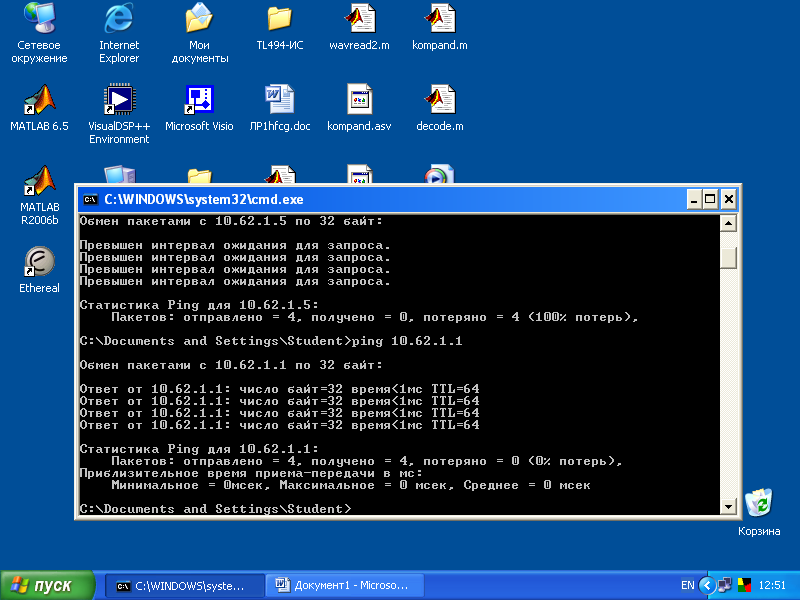 Сетевое окружение
Internet Explorer
Мои документы
TL494-ИС
wavread2.m
kompand.m
MATLAB 6.5
VisualDSP++ Environment
Microsoft Visio
ЛР1hfcg.doc
kompand.asv
decode.m
MATLAB R2006b
Ethereal
C:\WINDOWS\system32\cmd.exe
Обмен пакетами с 10.62.1.5 по 32 байт:
Превышен интервал ожидания для запроса.
Превышен интервал ожидания для запроса.
Превышен интервал ожидания для запроса.
Превышен интервал ожидания для запроса.
Статистика Ping для 10.62.1.5:
Пакетов: отправлено = 4, получено = 0, потеряно = 4 (100% потерь),
C:\Documents and Settings\Student>ping 10.62.1.1
Обмен пакетами с 10.62.1.1 по 32 байт:
Ответ от 10.62.1.1: число байт=32 время<1мс TTL=64
Ответ от 10.62.1.1: число байт=32 время<1мс TTL=64
Ответ от 10.62.1.1: число байт=32 время<1мс TTL=64
Ответ от 10.62.1.1: число байт=32 время<1мс TTL=64
Статистика Ping для 10.62.1.1:
Пакетов: отправлено = 4, получено = 4, потеряно = 0 (0% потерь),
Приблизительное время приема-передачи в мс:
Минимальное = 0мсек, Максимальное = 0 мсек, Среднее = 0 мсек
C:\Documents and Settings\Student>
Корзина
пуск
C:\WINDOWS\syste...
Документ1 - Microso...
EN
12:51